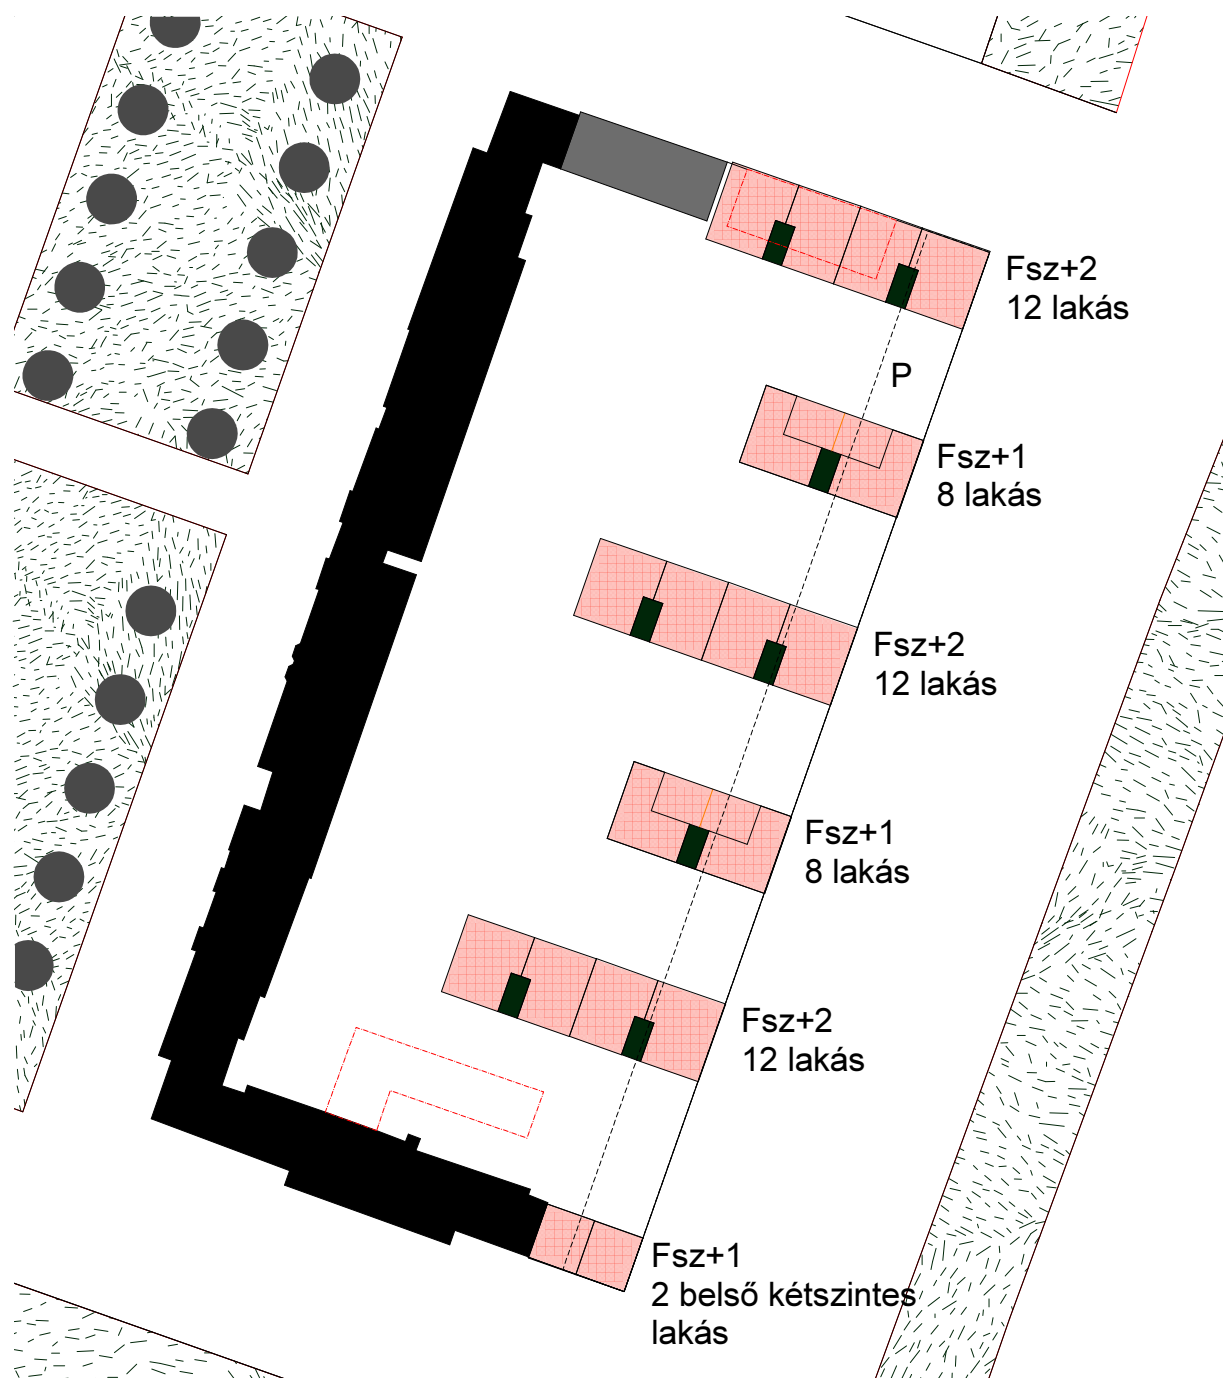 Fsz+2
12 lakás
P
Fsz+1
8 lakás
Fsz+2
12 lakás
Fsz+1
8 lakás
Fsz+2
12 lakás
Fsz+1
2 belső kétszintes
lakás